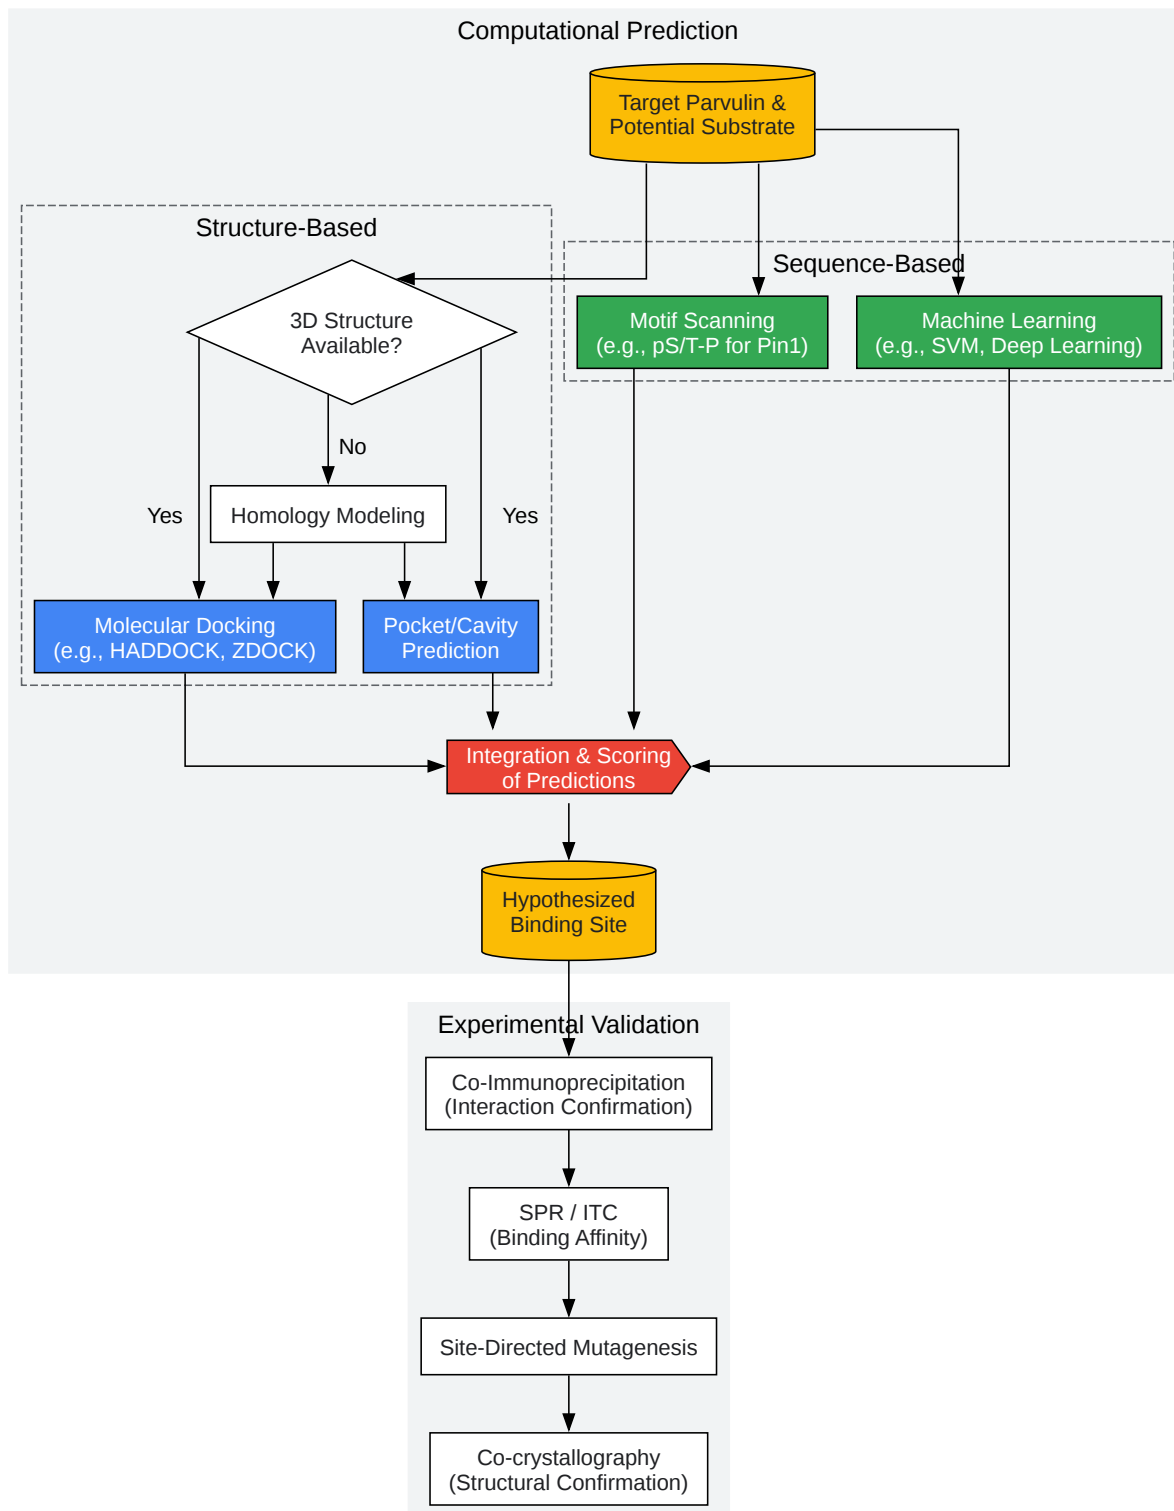 Computational Prediction
Target Parvulin &
Potential Substrate
Structure-Based
Sequence-Based
3D Structure
Available?
Motif Scanning
(e.g., pS/T-P for Pin1)
Machine Learning
(e.g., SVM, Deep Learning)
No
Yes
Homology Modeling
Yes
Molecular Docking
(e.g., HADDOCK, ZDOCK)
Pocket/Cavity
Prediction
Integration & Scoring
of Predictions
Hypothesized
Binding Site
Experimental Validation
Co-Immunoprecipitation
(Interaction Confirmation)
SPR / ITC
(Binding Affinity)
Site-Directed Mutagenesis
Co-crystallography
(Structural Confirmation)